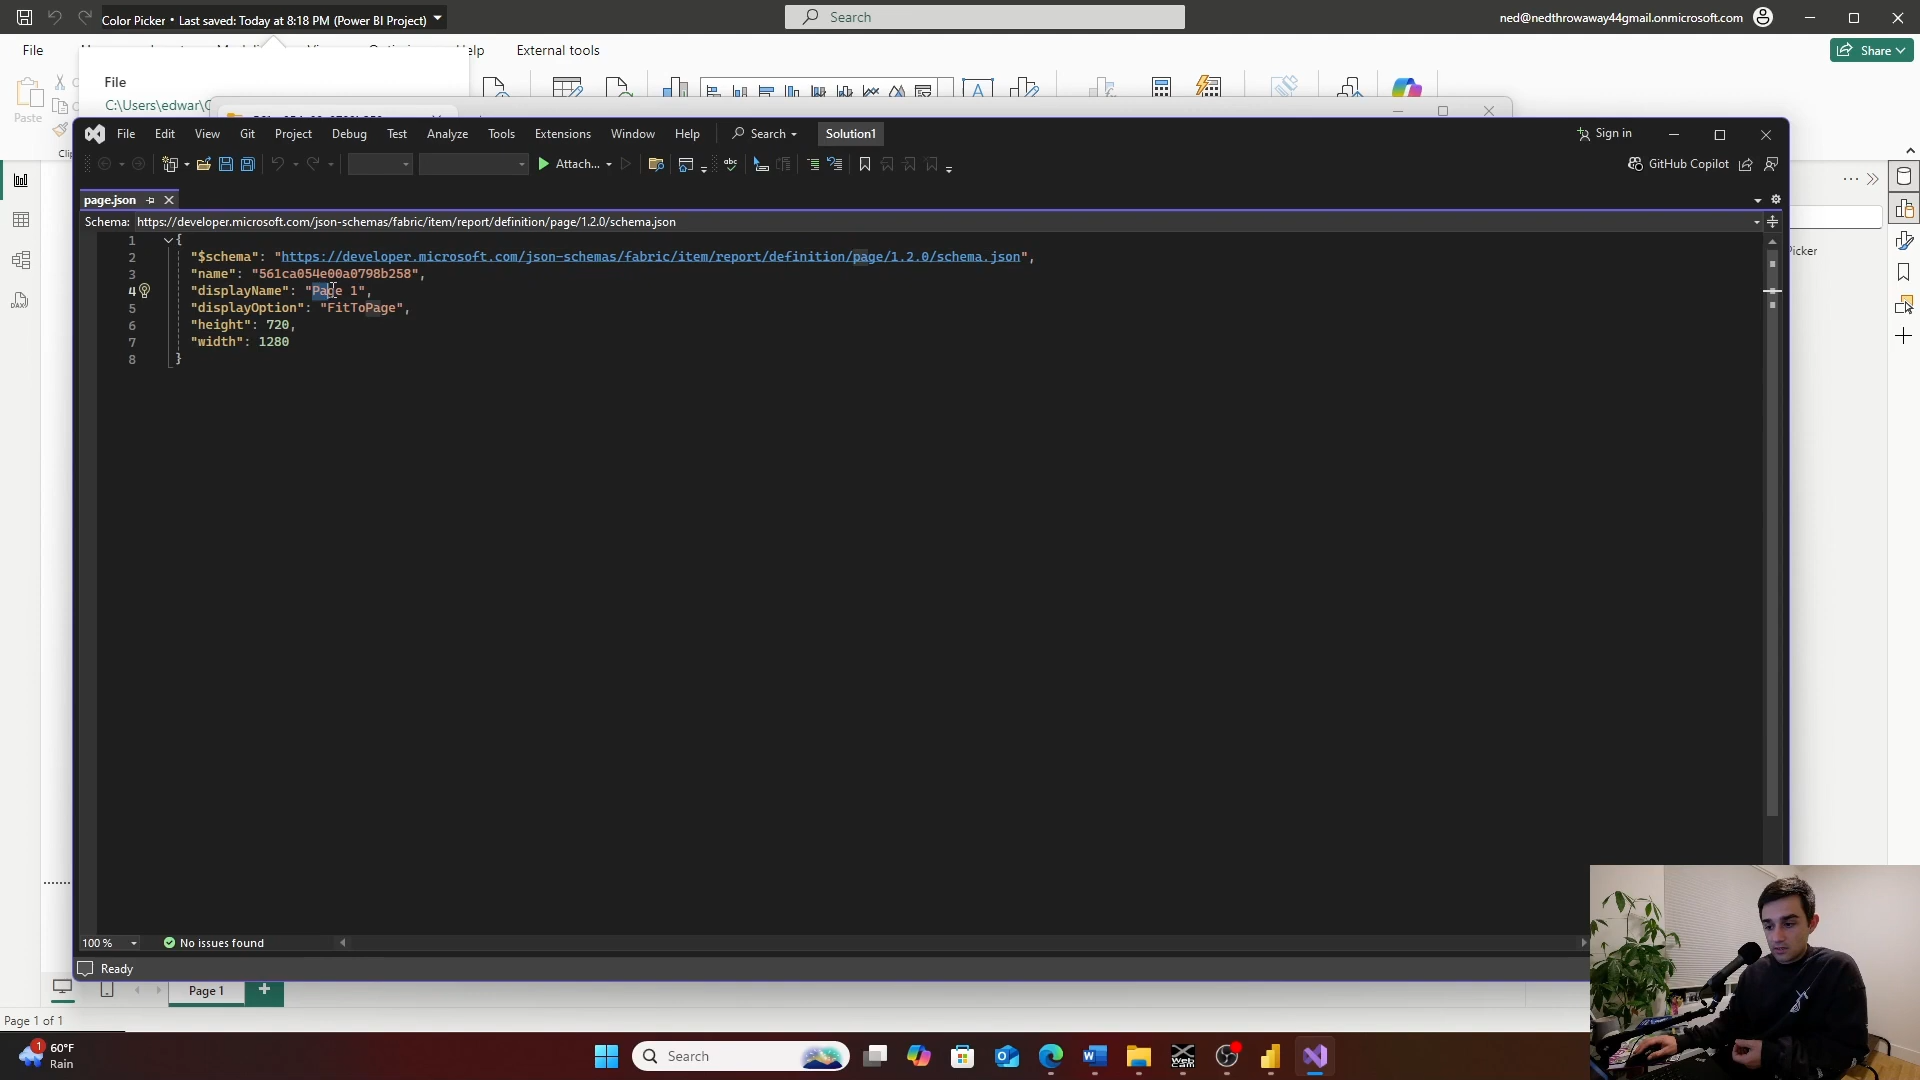 Color Picker • Last saved: Today at 8:18 PM (Power BI Project)
Search
ned@nedthrowaway44gmail.onmicrosoft.com
File
External tools
Share
File
C:\Users\edwar\
Paste
File Edit View Git Project Debug Test Analyze Tools Extensions Window Help Search Solution1
Sign in
Attach...
abc
GitHub Copilot
page.json
Schema: https://developer.microsoft.com/json-schemas/fabric/item/report/definition/page/1.2.0/schema.json
1 {
2 "$schema": "https://developer.microsoft.com/json-schemas/fabric/item/report/definition/page/1.2.0/schema.json",
3 "name": "561ca054e00a0798b258",
4 "displayName": "Page 1",
5 "displayOption": "FitToPage",
6 "height": 720,
7 "width": 1280
8 }
DAX
100 %
No issues found
Ready
Page 1
Page 1 of 1
1
60°F
Rain
Search